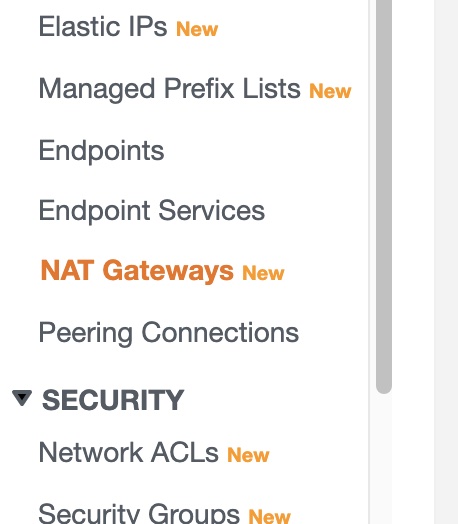 Elastic IPs New
Managed Prefix Lists New
Endpoints
Endpoint Services
NAT Gateways New
Peering Connections
SECURITY
Network ACLs New
Security Groups New